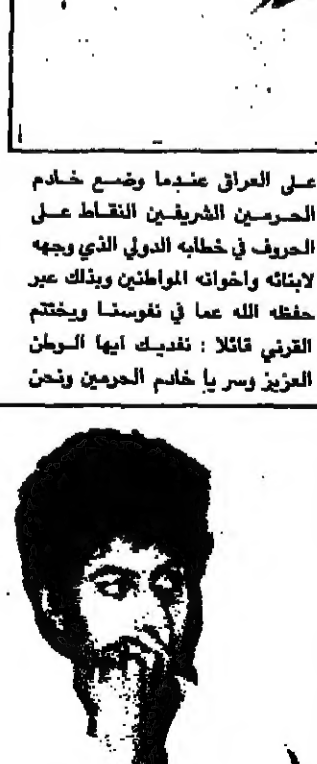 على العراق عندما وضع خادم
الحرمين الشريفين النقاط على
الحروف في خطابه الدولي الذي وجهه
لابنائه واخوانه المواطنين وبذلك عبر
حفظه الله عما في نفوسنا ويختتم
القرني قائلا : نفديك ايها الوطن
العزيز وسر يا خادم الحرمين ونحن